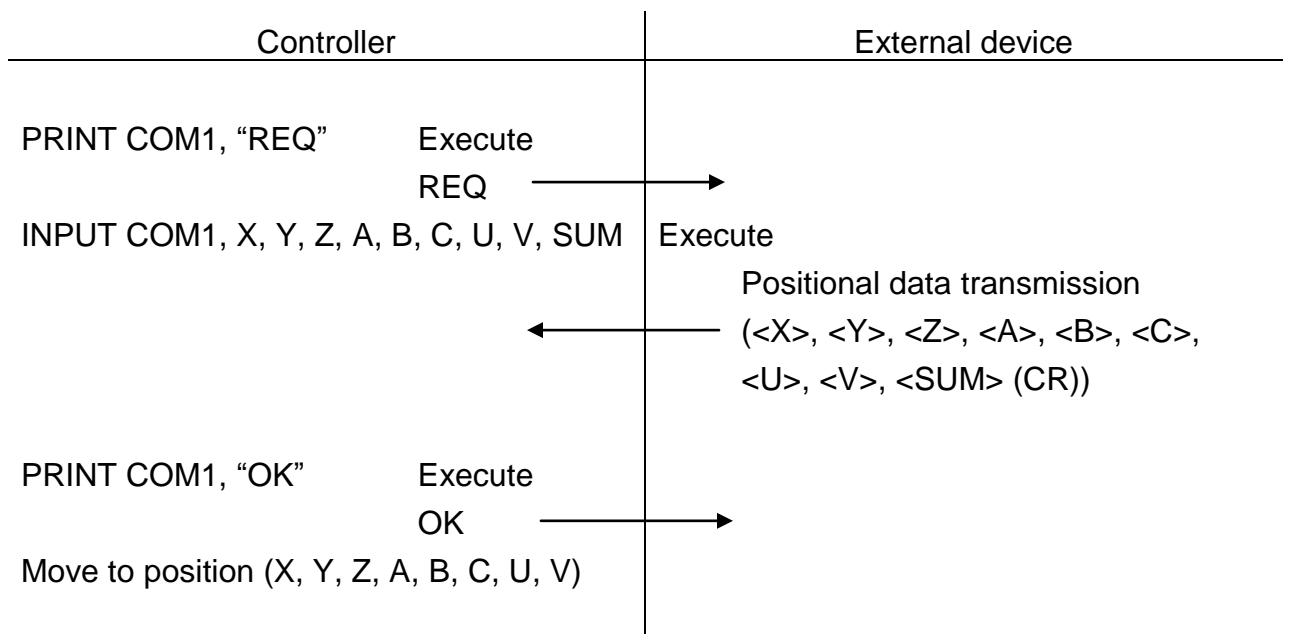 Controller External device
PRINT COM1, “REQ” Execute
REQ
INPUT COM1, X, Y, Z, A, B, C, U, V, SUM Execute
Positional data transmission
(<X>, <Y>, <Z>, <A>, <B>, <C>,
<U>, <V>, <SUM> (CR))
PRINT COM1, “OK” Execute
OK
Move to position (X, Y, Z, A, B, C, U, V)